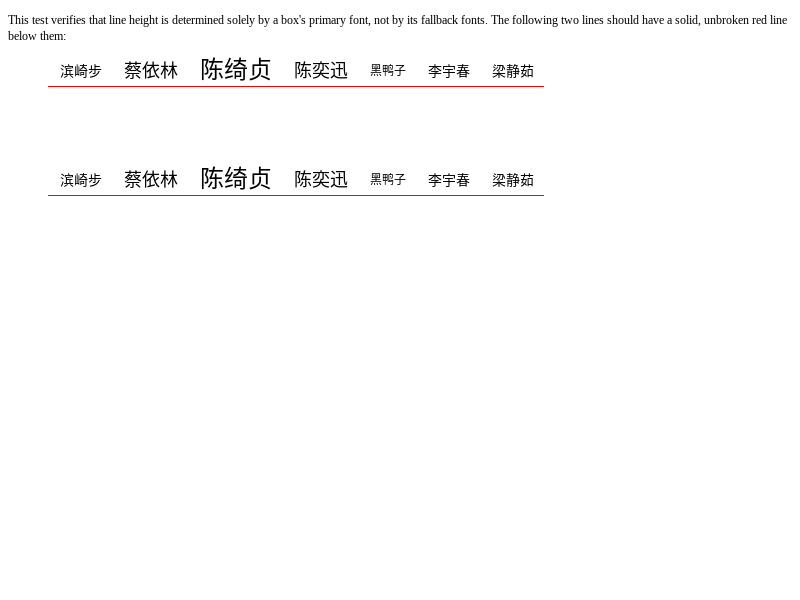 This test verifies that line height is determined solely by a box's primary font, not by its fallback fonts. The following two lines should have a solid, unbroken red line
below them:
滨崎步 蔡依林 陈绮贞 陈奕迅 黑鸭子 李宇春 梁静茹
滨崎步 蔡依林 陈绮贞 陈奕迅 黑鸭子 李宇春 梁静茹